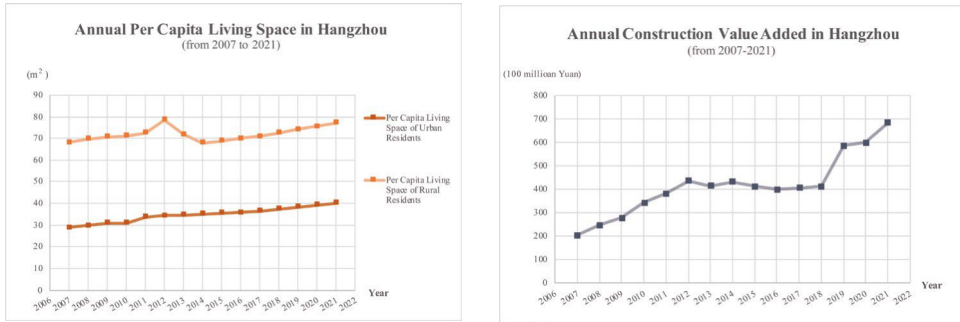 Annual Per Capita Living Space in Hangzhou
(from 2007 to 2021)
(m²)
90
80
70
60
50
40
30
20
10
0
2006 2007 2008 2009 2010 2011 2012 2013 2014 2015 2016 2017 2018 2019 2020 2021 2022
Year
Per Capita Living
Space of Urban
Residents
Per Capita Living
Space of Rural
Residents
Annual Construction Value Added in Hangzhou
(from 2007-2021)
(100 millioan Yuan)
800
700
600
500
400
300
200
100
0
2006 2007 2008 2009 2010 2011 2012 2013 2014 2015 2016 2017 2018 2019 2020 2021 2022
Year